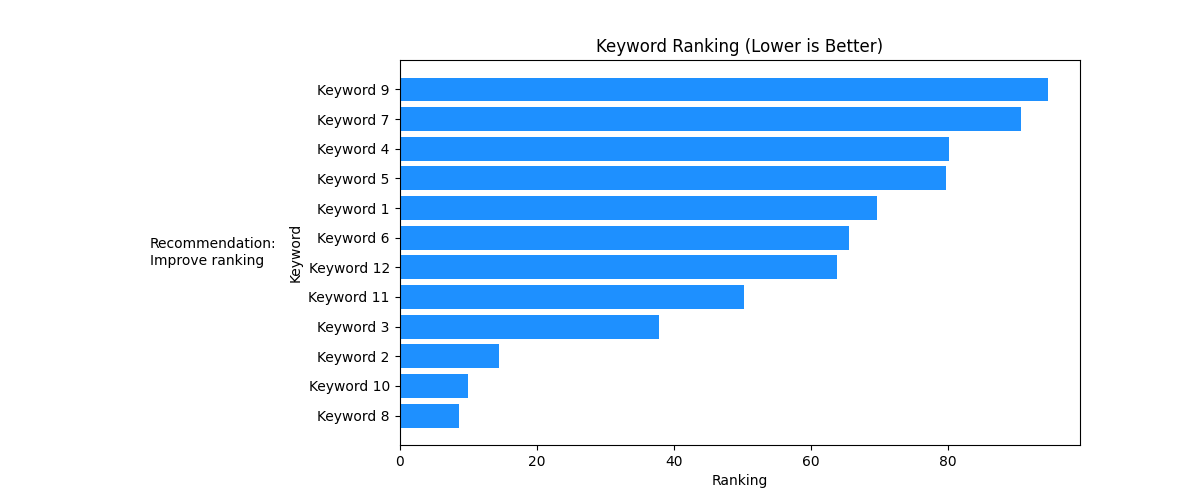 Keyword Ranking (Lower is Better)
Keyword 9
Keyword 7
Keyword 4
Keyword 5
Keyword 1
Keyword 6
Keyword 12
Keyword 11
Keyword 3
Keyword 2
Keyword 10
Keyword 8
Keyword
Recommendation:
Improve ranking
0 20 40 60 80
Ranking